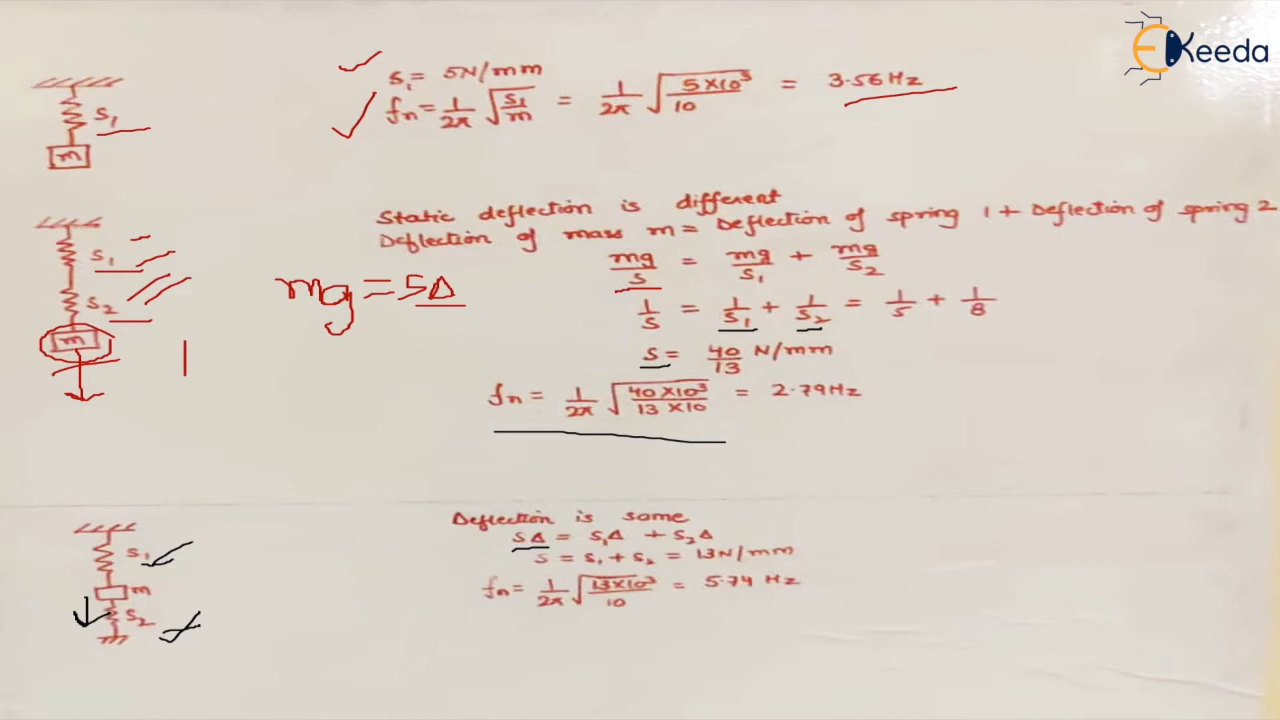 EKeeda
S₁= 5N/mm
S₁
fn = 1/2π √(S₁/m) = 1/2π √(5×10³/10) = 3.56 Hz
m
Static deflection is different
Deflection of mass m = Deflection of spring 1 + Deflection of spring 2
S₁
mg/s = mg/s₁ + mg/s₂
mg = SΔ
S₂
1/s = 1/s₁ + 1/s₂ = 1/5 + 1/8
m
s = 40/13 N/mm
fn = 1/2π √(40×10³/13×10) = 2.79Hz
Deflection is same
SΔ = S₁Δ + S₂Δ
S₁
S = S₁ + S₂ = 13N/mm
m
fn = 1/2π √(13×10³/10) = 5.74 Hz
S₂